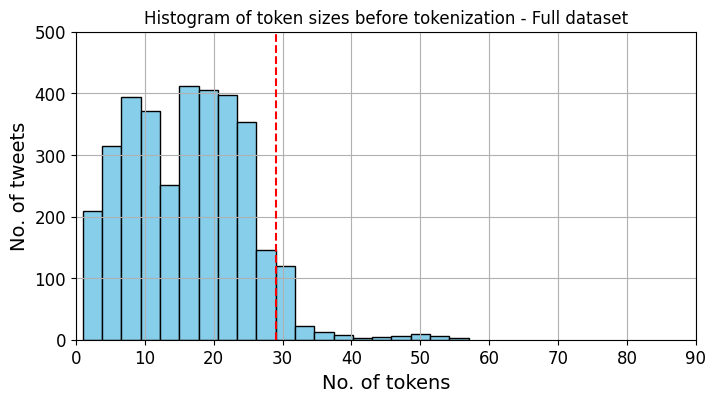 Histogram of token sizes before tokenization - Full dataset
500
400
300
200
100
0
No. of tweets
0 10 20 30 40 50 60 70 80 90
No. of tokens